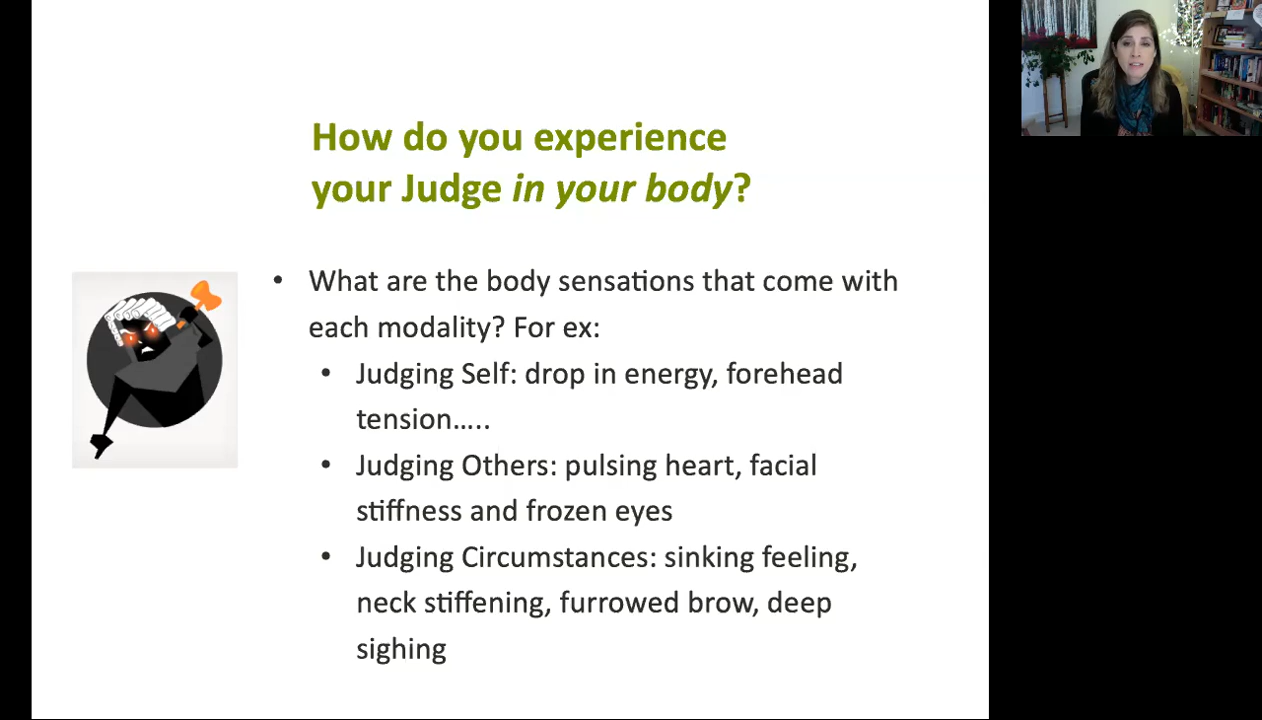 How do you experience
your Judge in your body?
• What are the body sensations that come with
each modality? For ex:
• Judging Self: drop in energy, forehead
tension…..
• Judging Others: pulsing heart, facial
stiffness and frozen eyes
• Judging Circumstances: sinking feeling,
neck stiffening, furrowed brow, deep
sighing